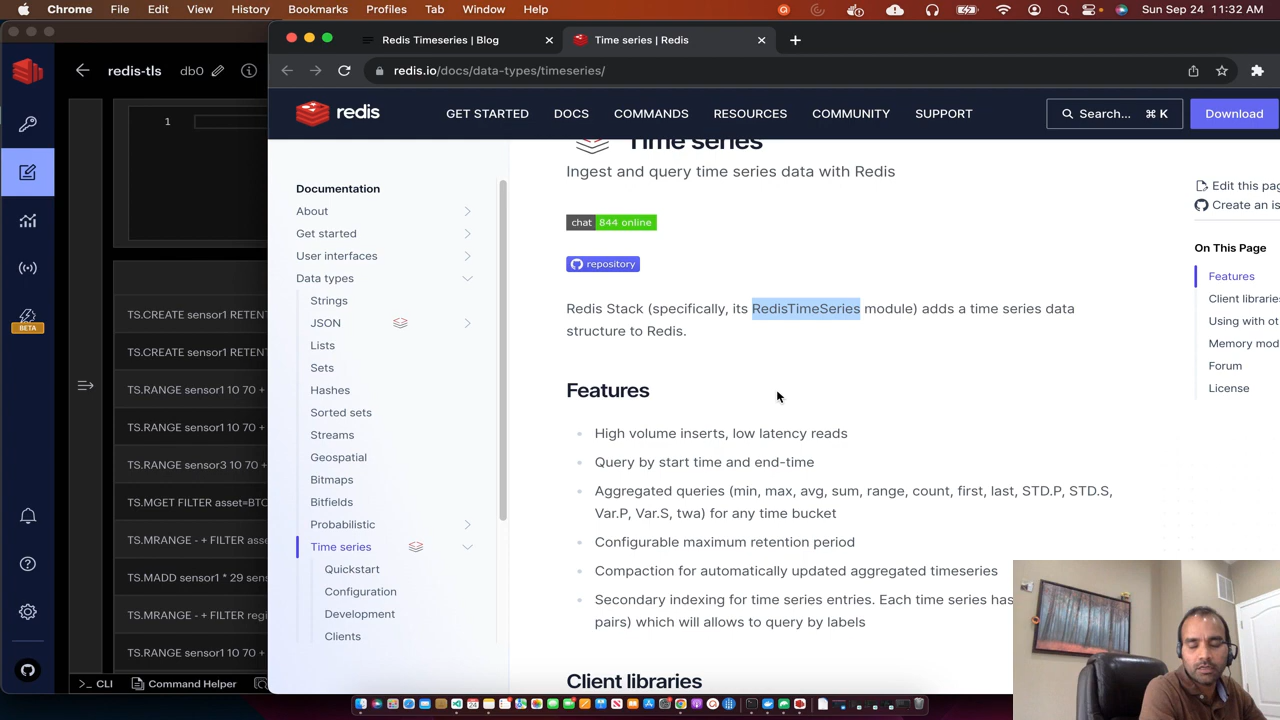 Chrome File Edit View History Bookmarks Profiles Tab Window Help Sun Sep 24 11:32 AM
Redis Timeseries | Blog
Time series | Redis
redis-tls db0
redis.io/docs/data-types/timeseries/
redis
GET STARTED DOCS COMMANDS RESOURCES COMMUNITY SUPPORT
Search... ⌘ K
Download
1
TS.CREATE sensor1 RETENT
TS.CREATE sensor1 RETENT
TS.RANGE sensor1 10 70 +
TS.RANGE sensor1 10 70 +
TS.RANGE sensor3 10 70 +
TS.MGET FILTER asset=BTC
TS.MRANGE - + FILTER asse
TS.MADD sensor1 * 29 sens
TS.MRANGE - + FILTER regi
TS.RANGE sensor1 10 70 +
BETA
>_ CLI
Command Helper
Documentation
About
Get started
User interfaces
Data types
Strings
JSON
Lists
Sets
Hashes
Sorted sets
Streams
Geospatial
Bitmaps
Bitfields
Probabilistic
Time series
Quickstart
Configuration
Development
Clients
Time series
Ingest and query time series data with Redis
chat 844 online
repository
Redis Stack (specifically, its RedisTimeSeries module) adds a time series data
structure to Redis.
Features
High volume inserts, low latency reads
Query by start time and end-time
Aggregated queries (min, max, avg, sum, range, count, first, last, STD.P, STD.S,
Var.P, Var.S, twa) for any time bucket
Configurable maximum retention period
Compaction for automatically updated aggregated timeseries
Secondary indexing for time series entries. Each time series has
pairs) which will allows to query by labels
Client libraries
Edit this pag
Create an is
On This Page
Features
Client librarie
Using with ot
Memory mod
Forum
License